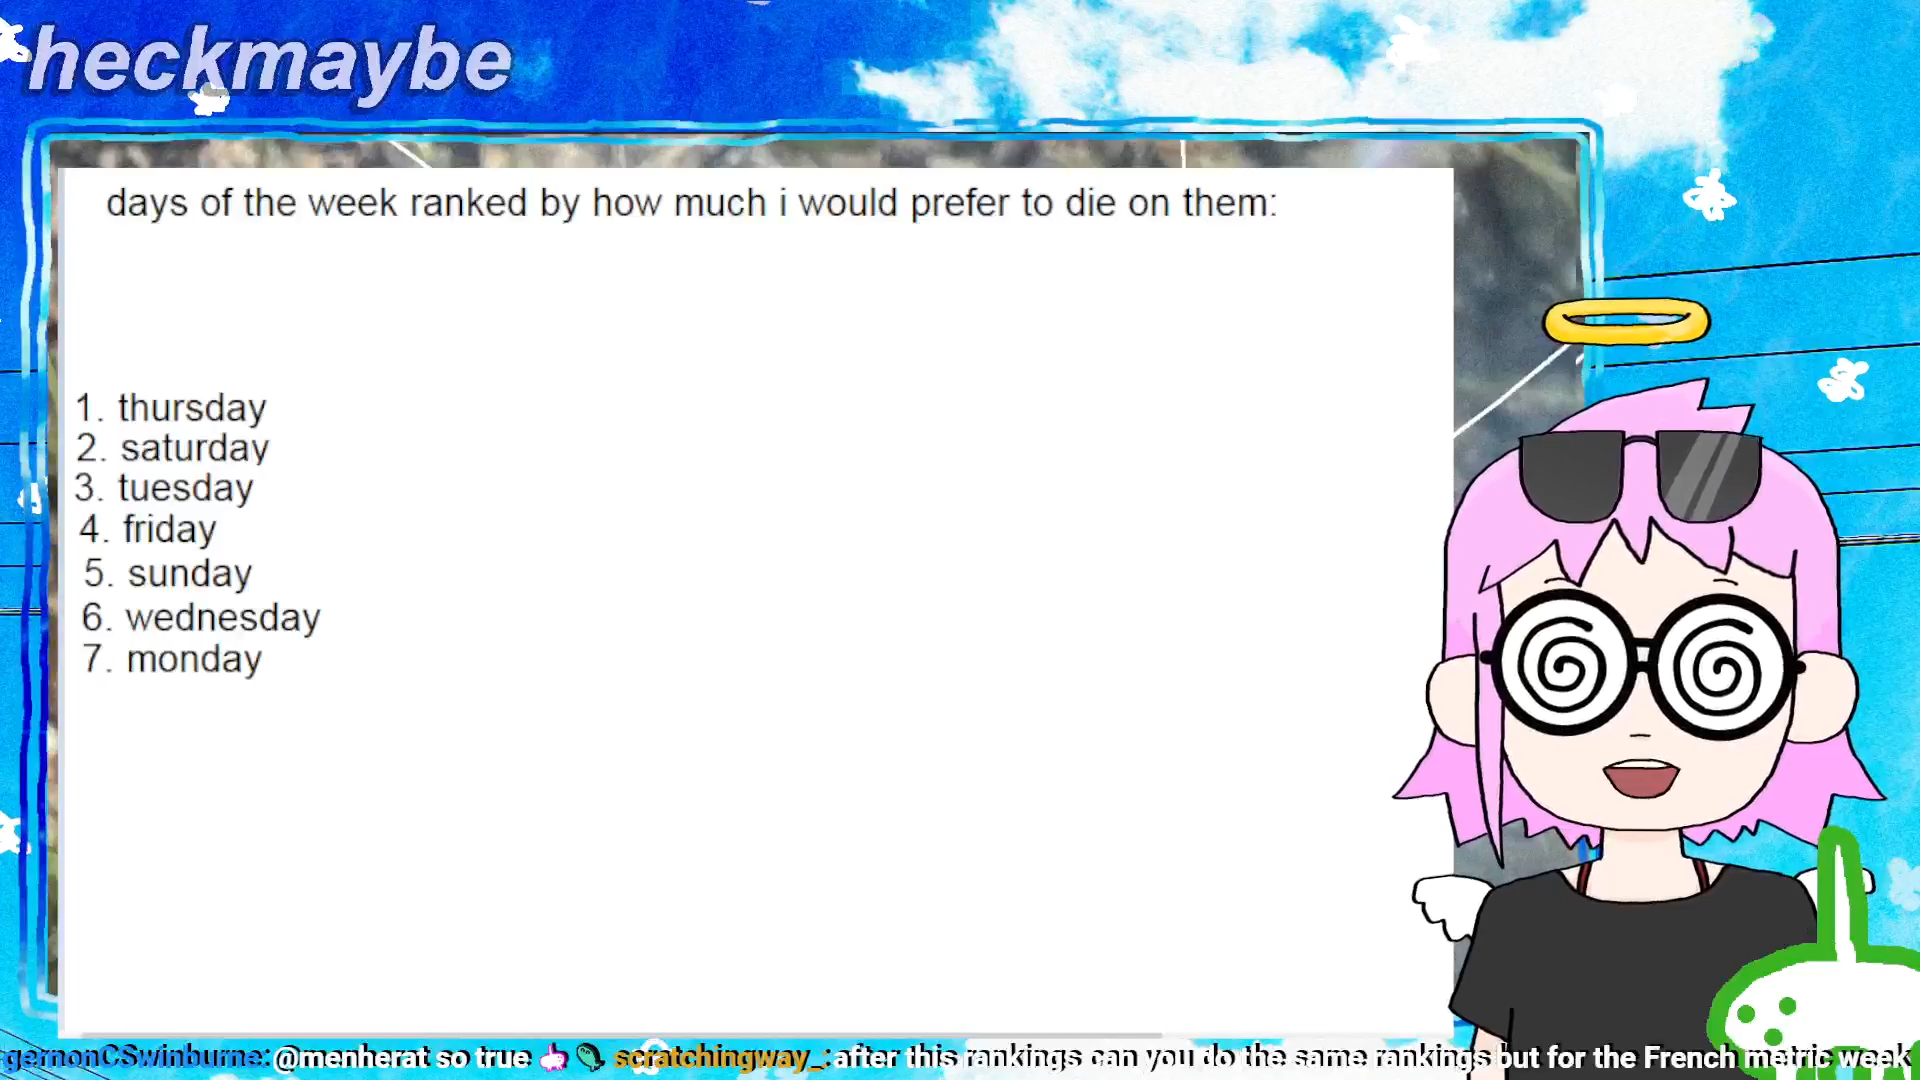 heckmaybe
days of the week ranked by how much i would prefer to die on them:
1. thursday
2. saturday
3. tuesday
4. friday
5. sunday
6. wednesday
7. monday
gernonCSwinburne: @menherat so true scratchingway_: after this rankings can you do the same rankings but for the French metric week